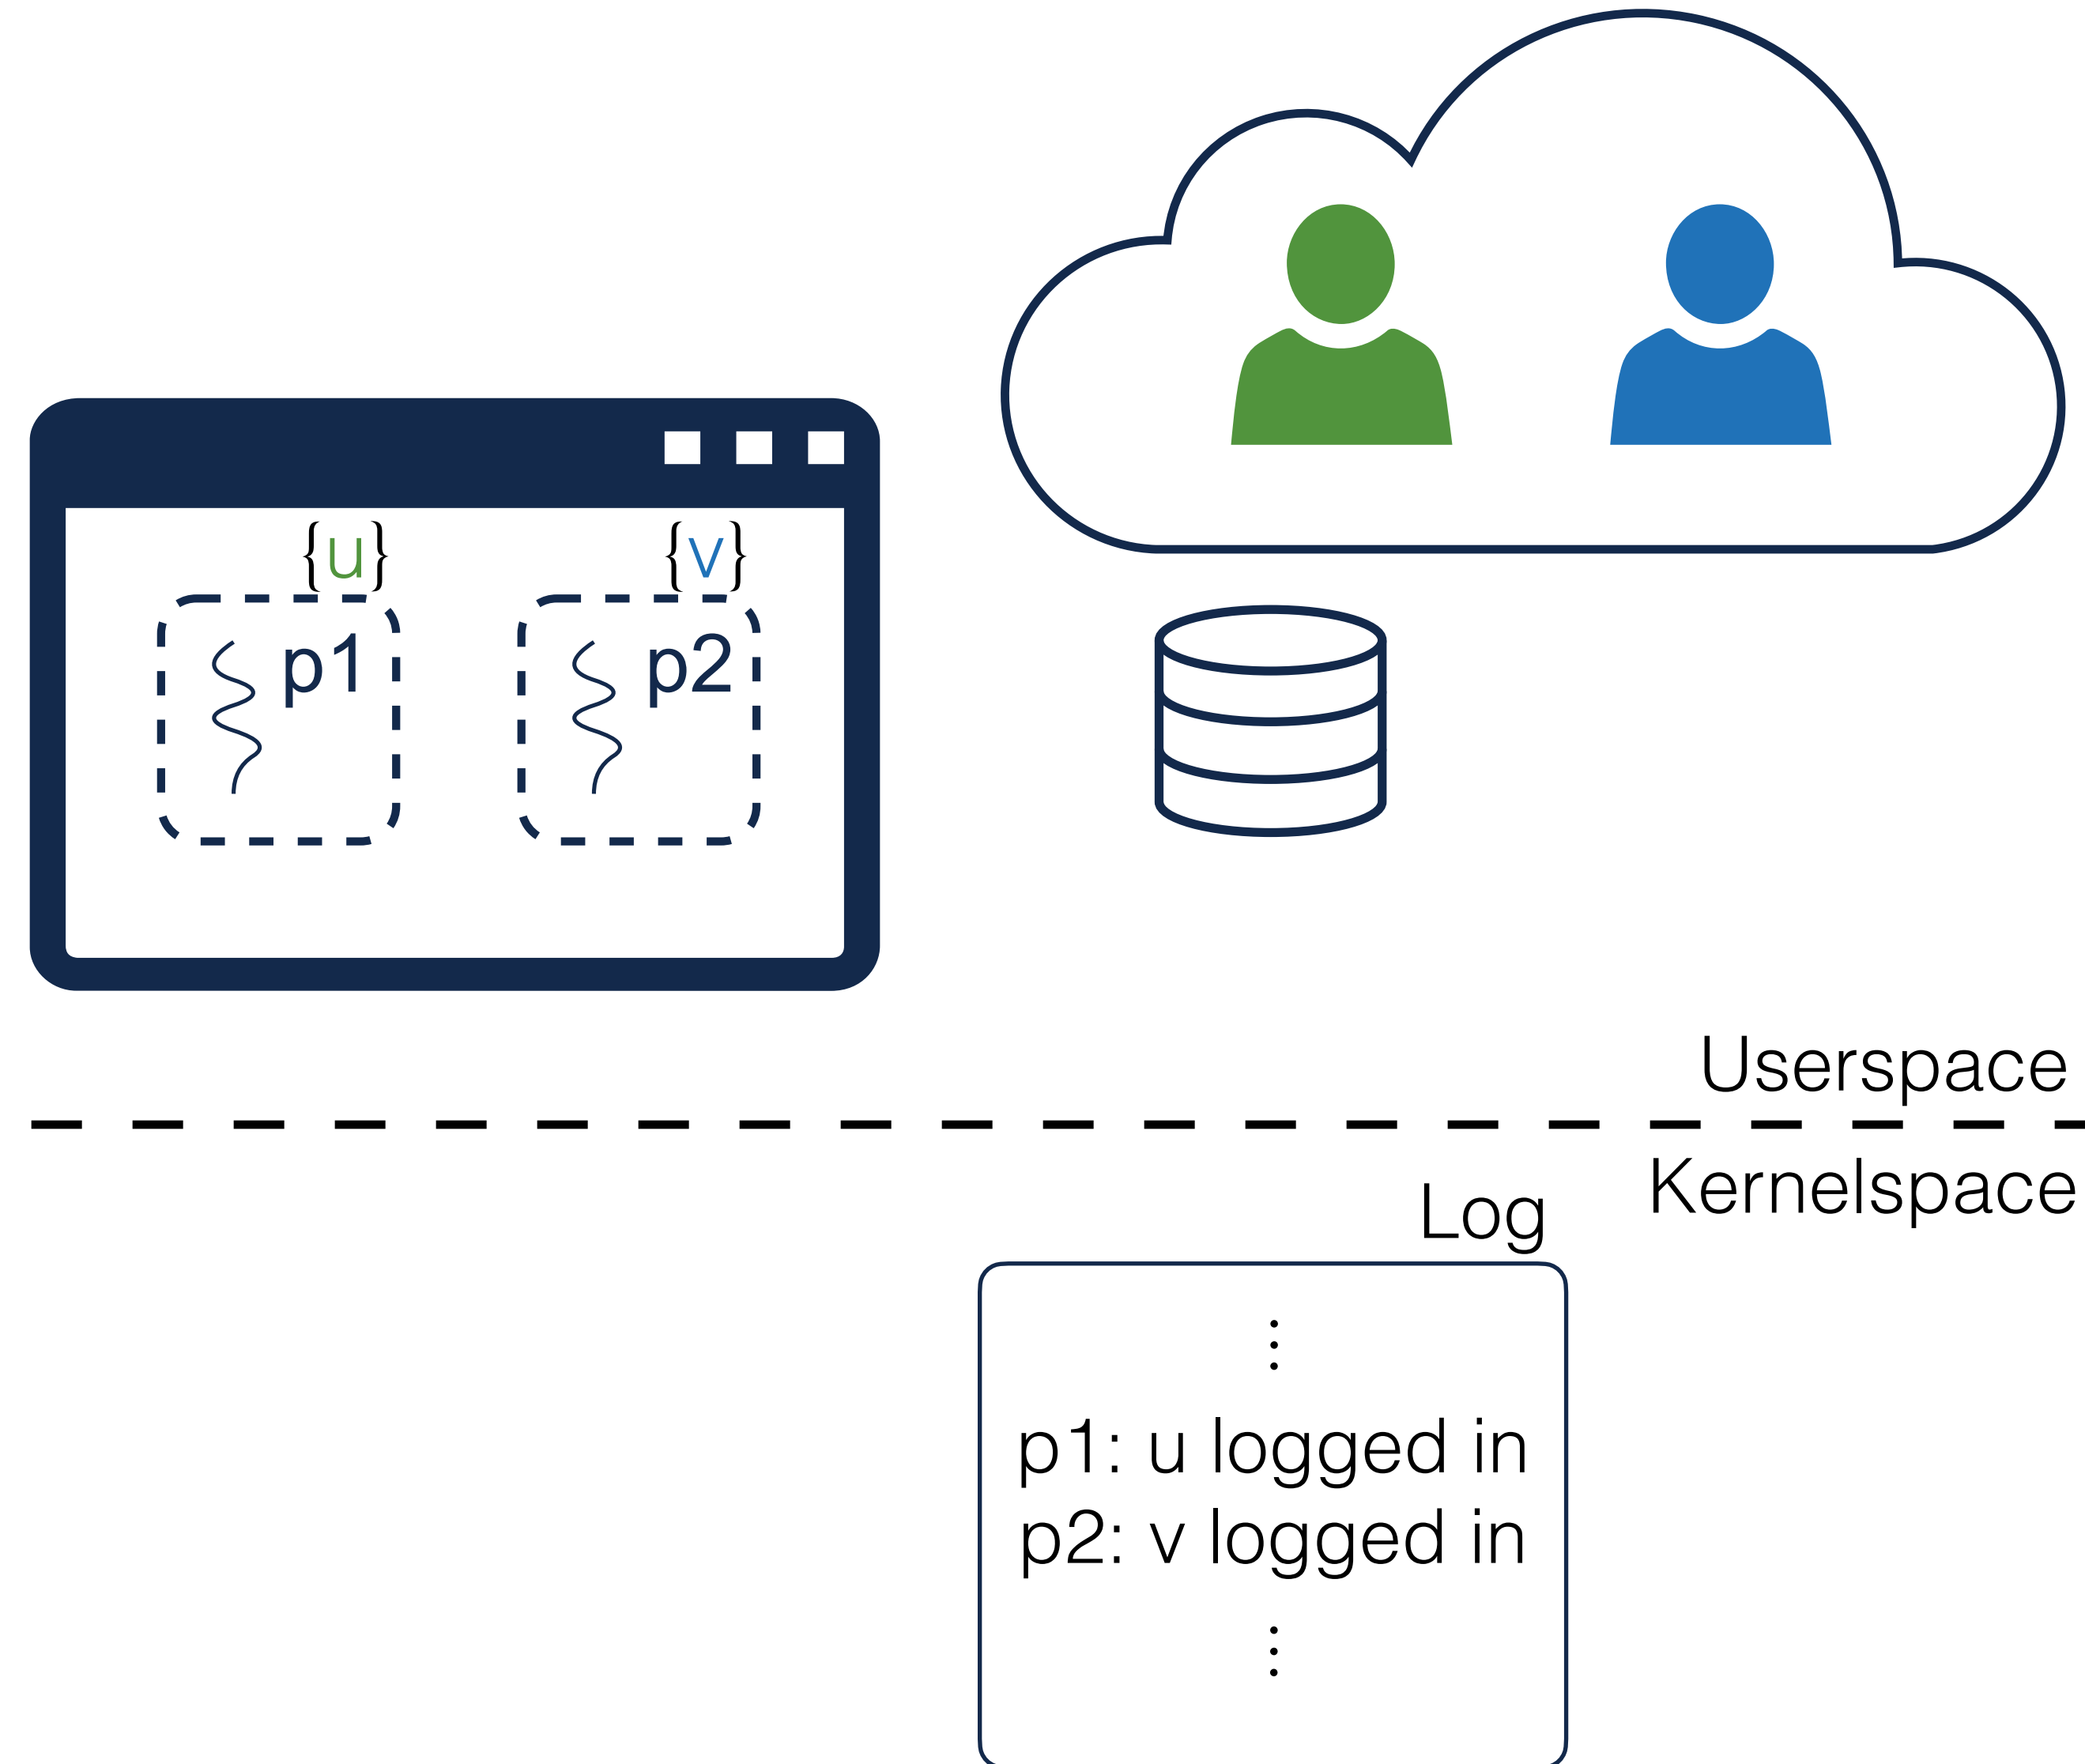 {u}
{v}
p1
p2
Userspace
Kernelspace
Log
p1: u logged in
p2: v logged in